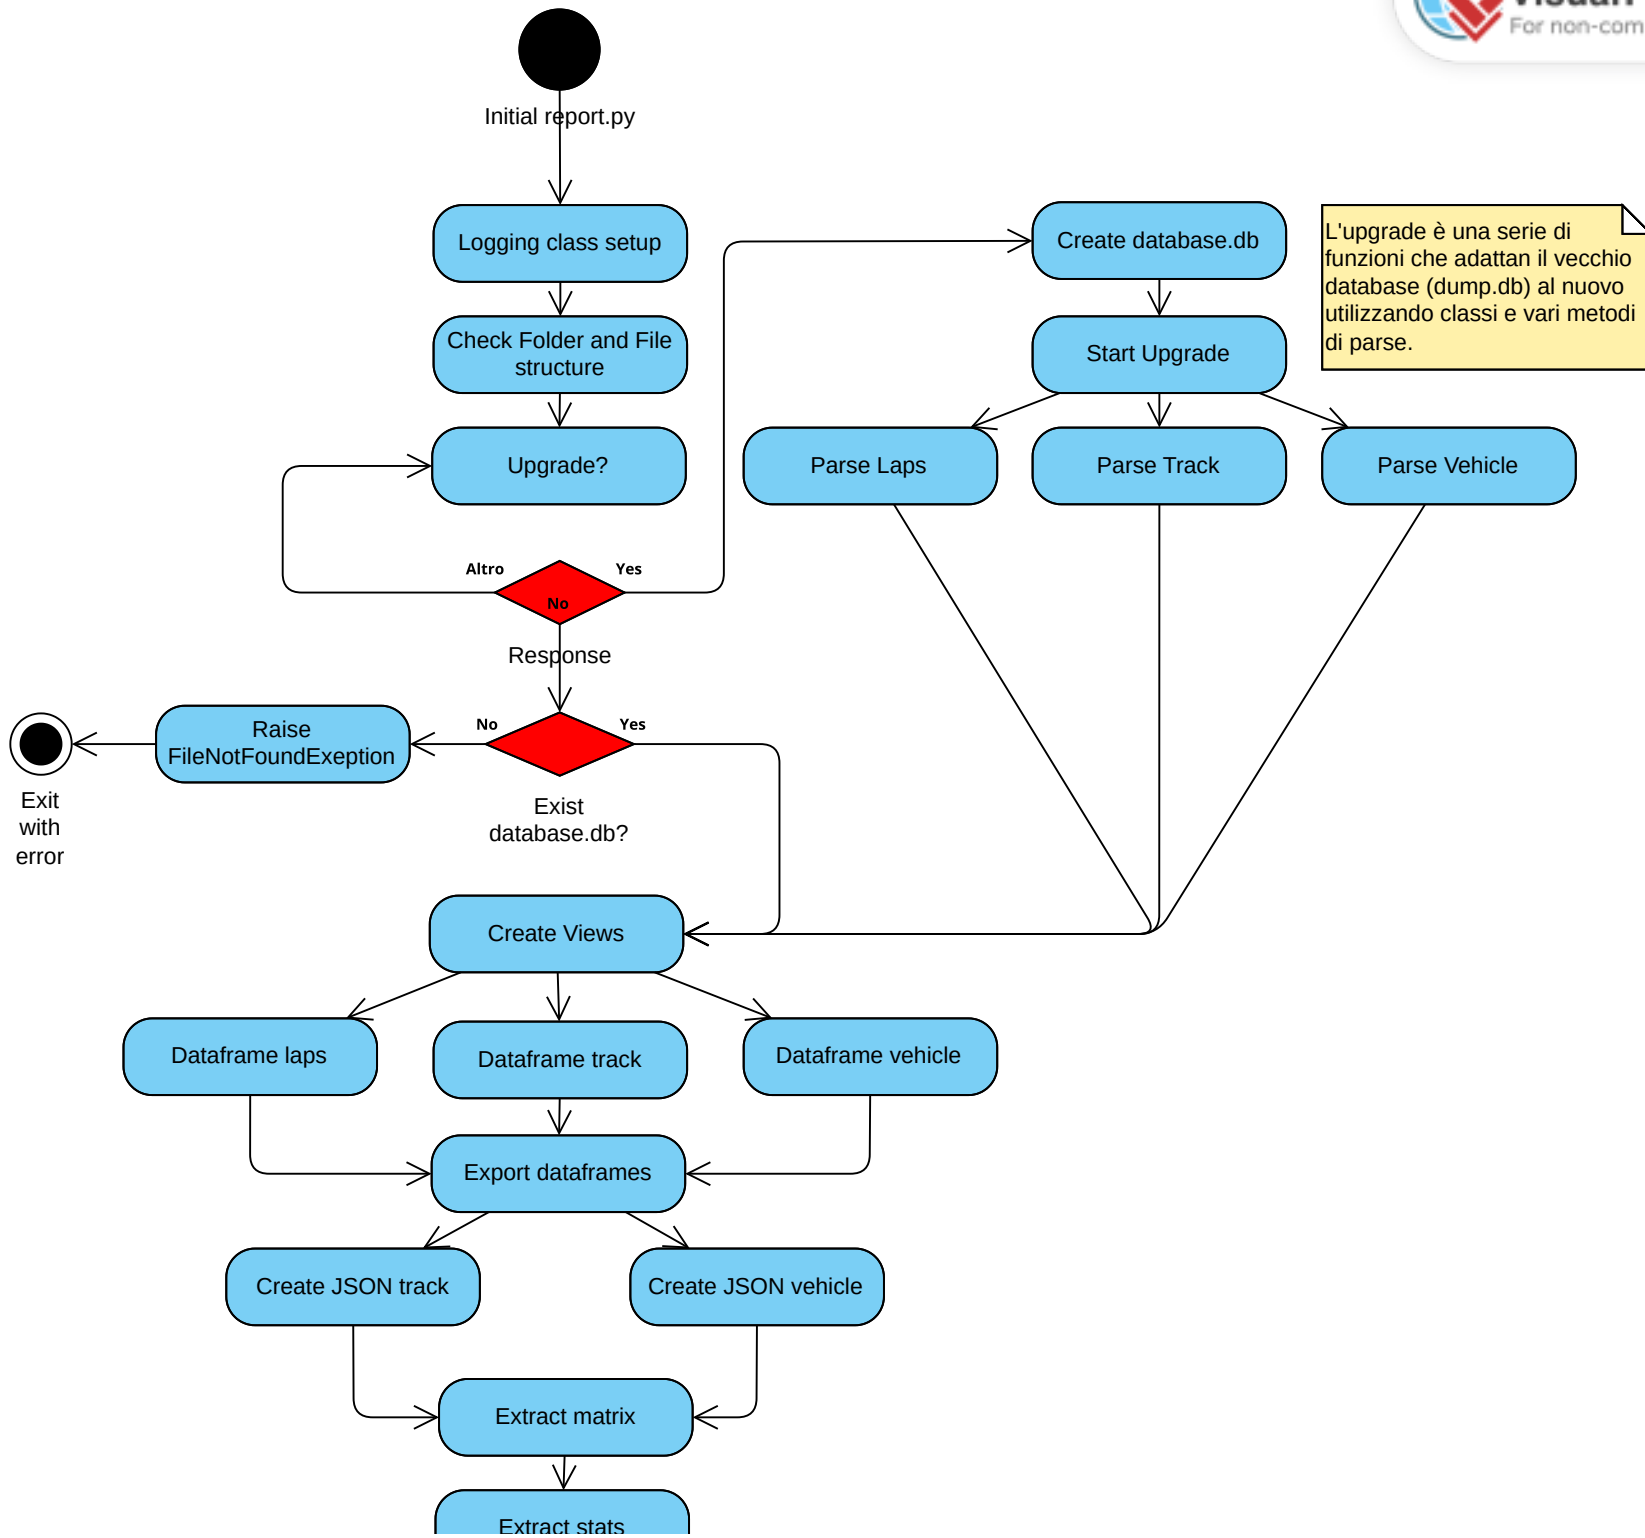 For non-com
Initial report.py
Logging class setup
Create database.db
L'upgrade è una serie di
funzioni che adattan il vecchio
database (dump.db) al nuovo
utilizzando classi e vari metodi
di parse.
Check Folder and File
structure
Start Upgrade
Upgrade?
Parse Laps
Parse Track
Parse Vehicle
Altro
Yes
No
Response
No
Yes
Raise
FileNotFoundExeption
Exist
database.db?
Exit
with
error
Create Views
Dataframe laps
Dataframe track
Dataframe vehicle
Export dataframes
Create JSON track
Create JSON vehicle
Extract matrix
Extract stats